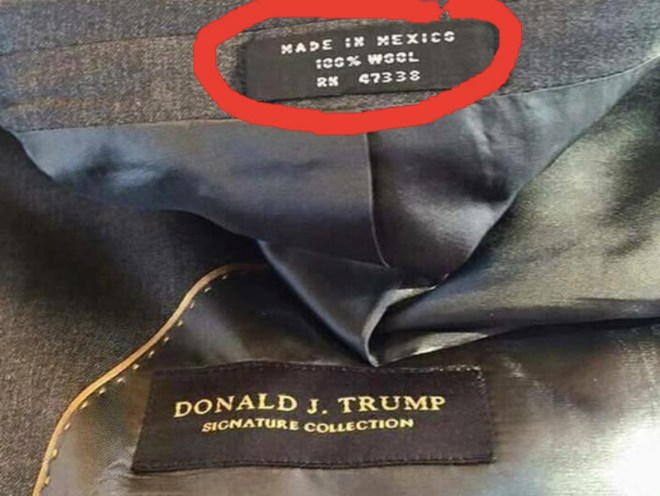 MADE IN MEXICO
100% WOOL
RN 47338
DONALD J. TRUMP
SIGNATURE COLLECTION